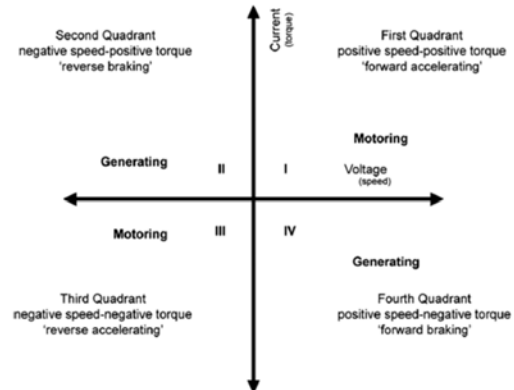 Second Quadrant
negative speed-positive torque
'reverse braking'
Current
(torque)
First Quadrant
positive speed-positive torque
'forward accelerating'
Motoring
Generating
II
I
Voltage
(speed)
Motoring
III
IV
Generating
Third Quadrant
negative speed-negative torque
'reverse accelerating'
Fourth Quadrant
positive speed-negative torque
'forward braking'